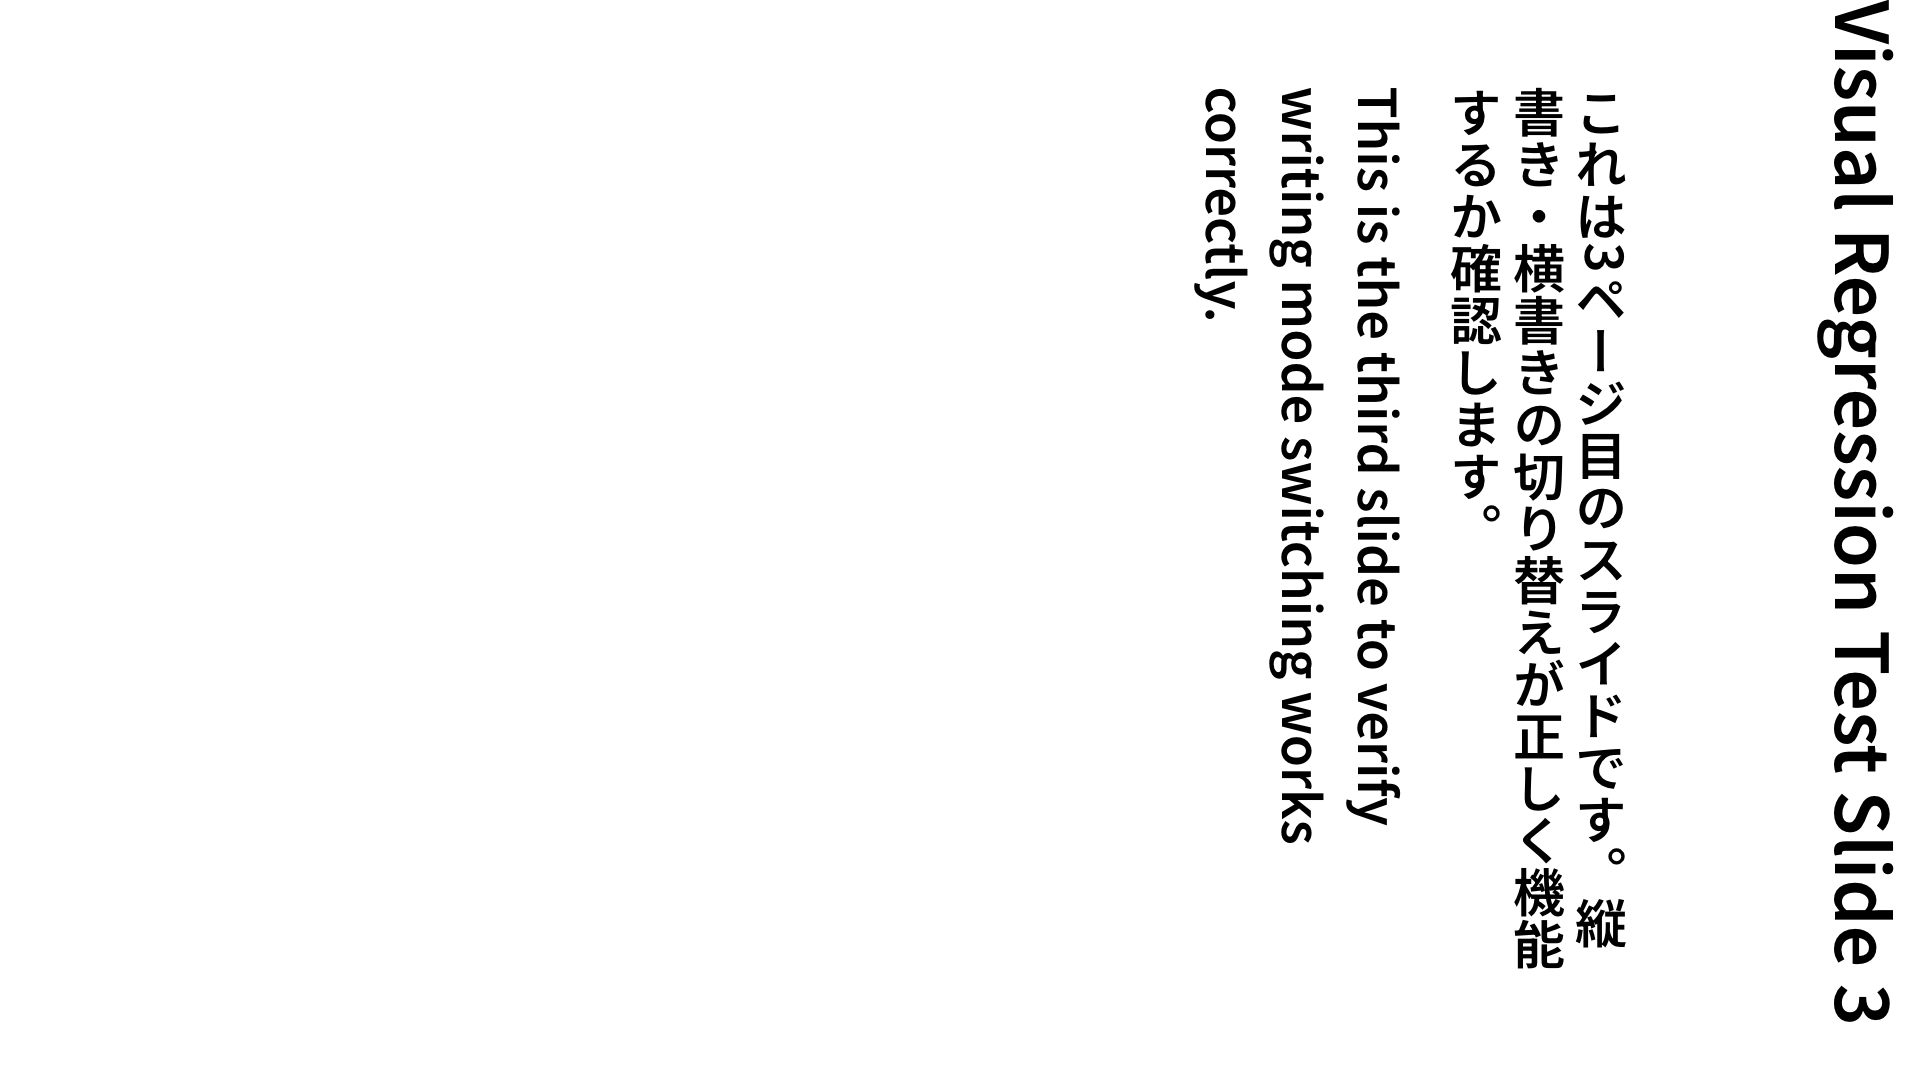 Visual Regression Test Slide 3
これは3ページ目のスライドです。縦
書き・横書きの切り替えが正しく機能
するか確認します。
This is the third slide to verify
writing mode switching works
correctly.